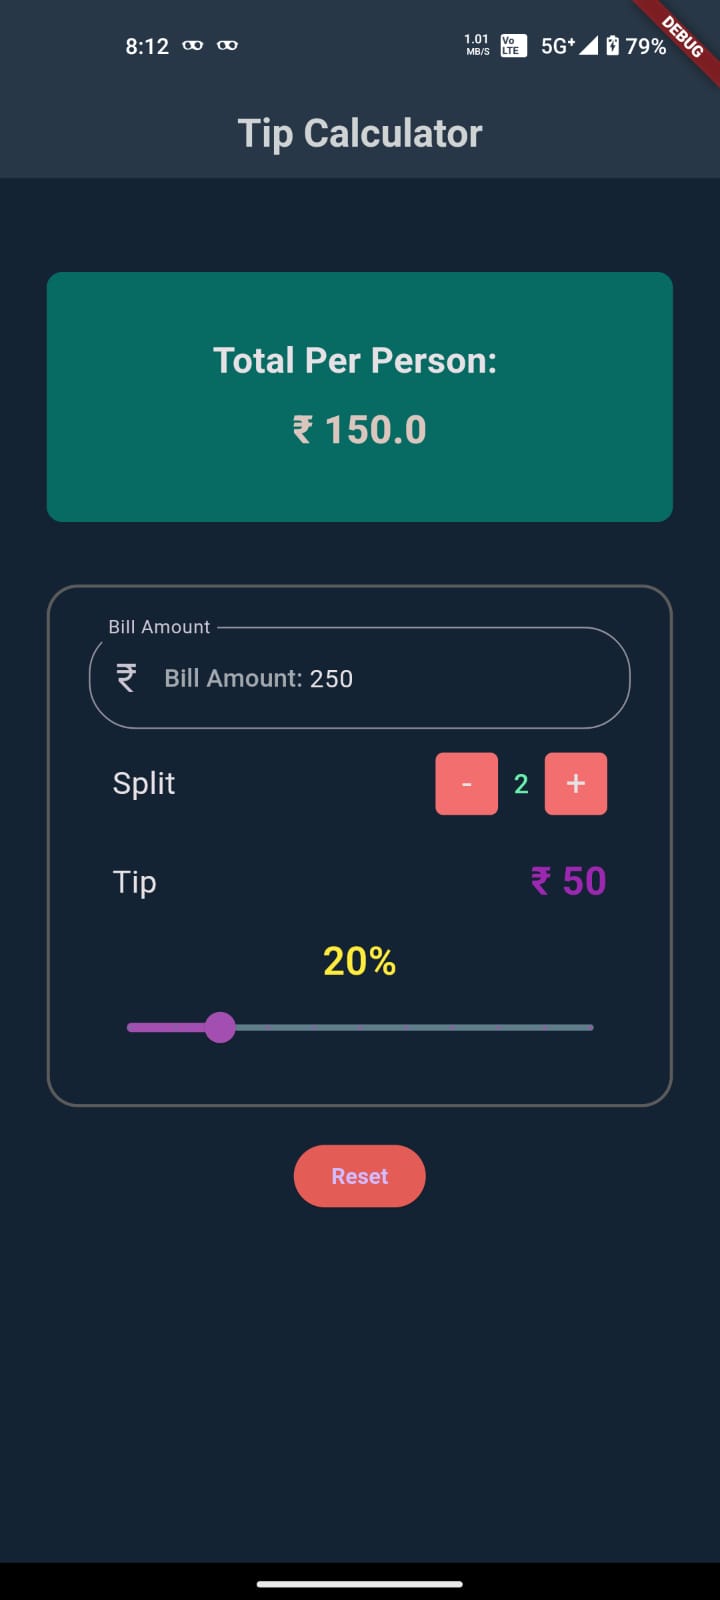 8:12 1.01 MB/S Vo LTE 5G+ 79%
DEBUG
Tip Calculator
Total Per Person:
₹ 150.0
Bill Amount
₹ Bill Amount: 250
Split - 2 +
Tip ₹ 50
20%
Reset